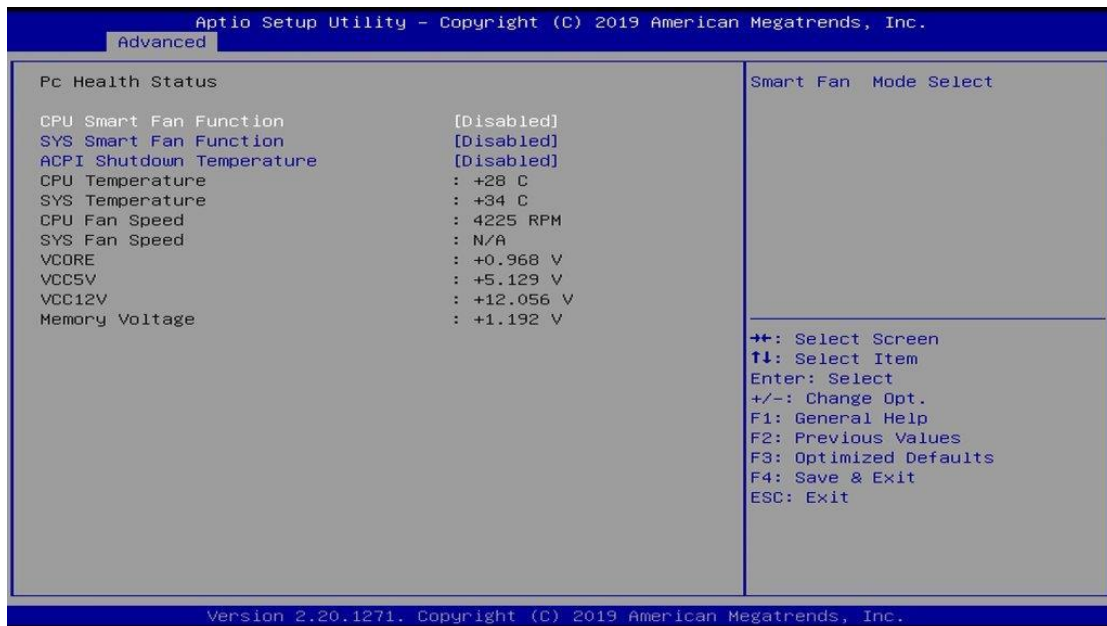 Aptio Setup Utility – Copyright (C) 2019 American Megatrends, Inc.
Advanced
Pc Health Status
CPU Smart Fan Function [Disabled]
SYS Smart Fan Function [Disabled]
ACPI Shutdown Temperature [Disabled]
CPU Temperature : +28 C
SYS Temperature : +34 C
CPU Fan Speed : 4225 RPM
SYS Fan Speed : N/A
VCORE : +0.968 V
VCC5V : +5.129 V
VCC12V : +12.056 V
Memory Voltage : +1.192 V
Smart Fan Mode Select
→←: Select Screen
↑↓: Select Item
Enter: Select
+/-: Change Opt.
F1: General Help
F2: Previous Values
F3: Optimized Defaults
F4: Save & Exit
ESC: Exit
Version 2.20.1271. Copyright (C) 2019 American Megatrends, Inc.